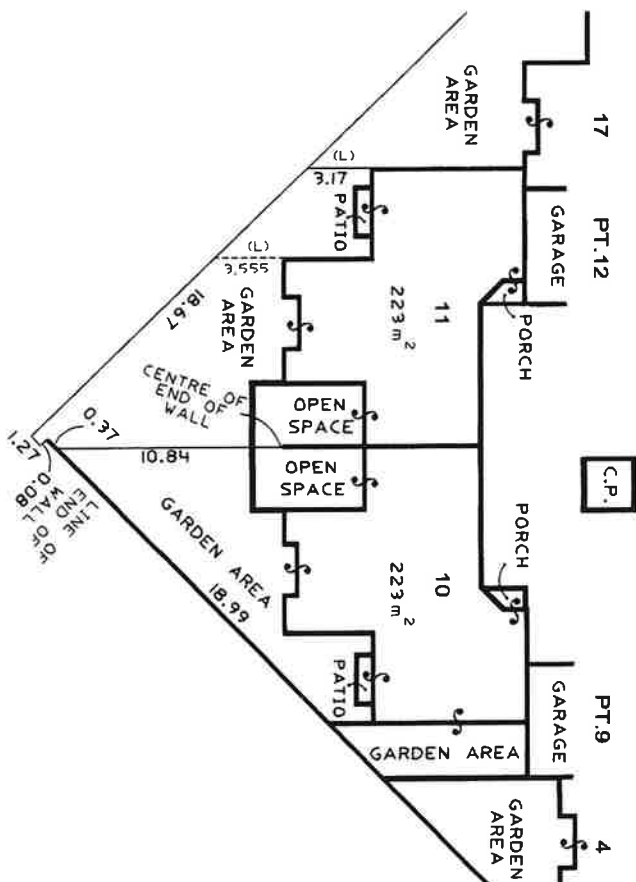 17
PT.12
PT.9
4
GARDEN
AREA
GARAGE
PORCH
C.P.
PORCH
GARAGE
GARDEN
AREA
(L)
3.17
PATIO
11
223m²
(L)
3.555
18.67
GARDEN
AREA
CENTRE OF
END OF
WALL
OPEN
SPACE
OPEN
SPACE
10
223m²
PATIO
GARDEN AREA
10.84
0.37
1.27
0.08
LINE OF
END OF
WALL
GARDEN AREA
18.99